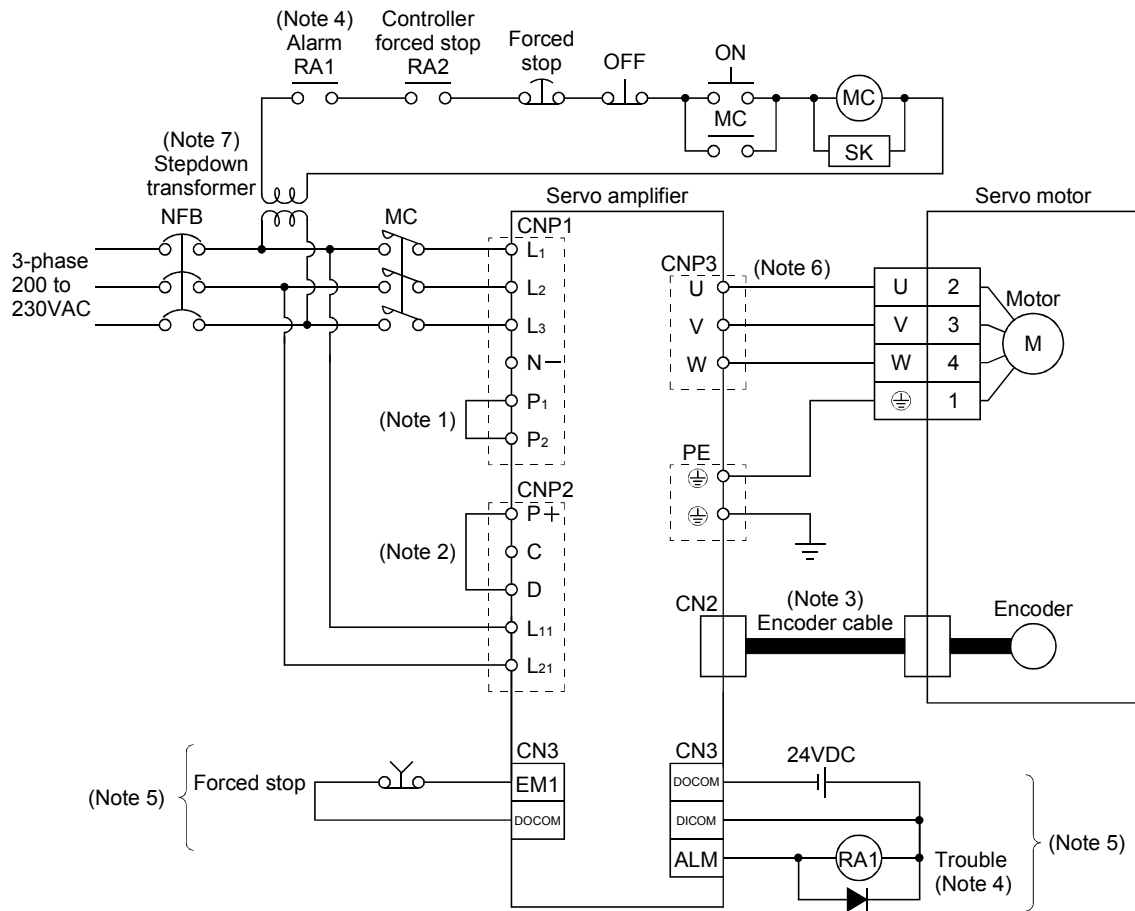 (Note 4)
Alarm
RA1
Controller
forced stop
RA2
Forced
stop
OFF
ON
MC
MC
SK
(Note 7)
Stepdown
transformer
NFB
MC
3-phase
200 to
230VAC
Servo amplifier
Servo motor
CNP1
L1
L2
L3
N−
P1
P2
(Note 1)
CNP2
P+
C
D
L11
L21
(Note 2)
CNP3
U
V
W
(Note 6)
U 2
V 3
W 4
1
Motor
M
PE
CN2
(Note 3)
Encoder cable
Encoder
(Note 5)
Forced stop
CN3
EM1
DOCOM
CN3
DOCOM
DICOM
ALM
24VDC
RA1
Trouble
(Note 4)
(Note 5)